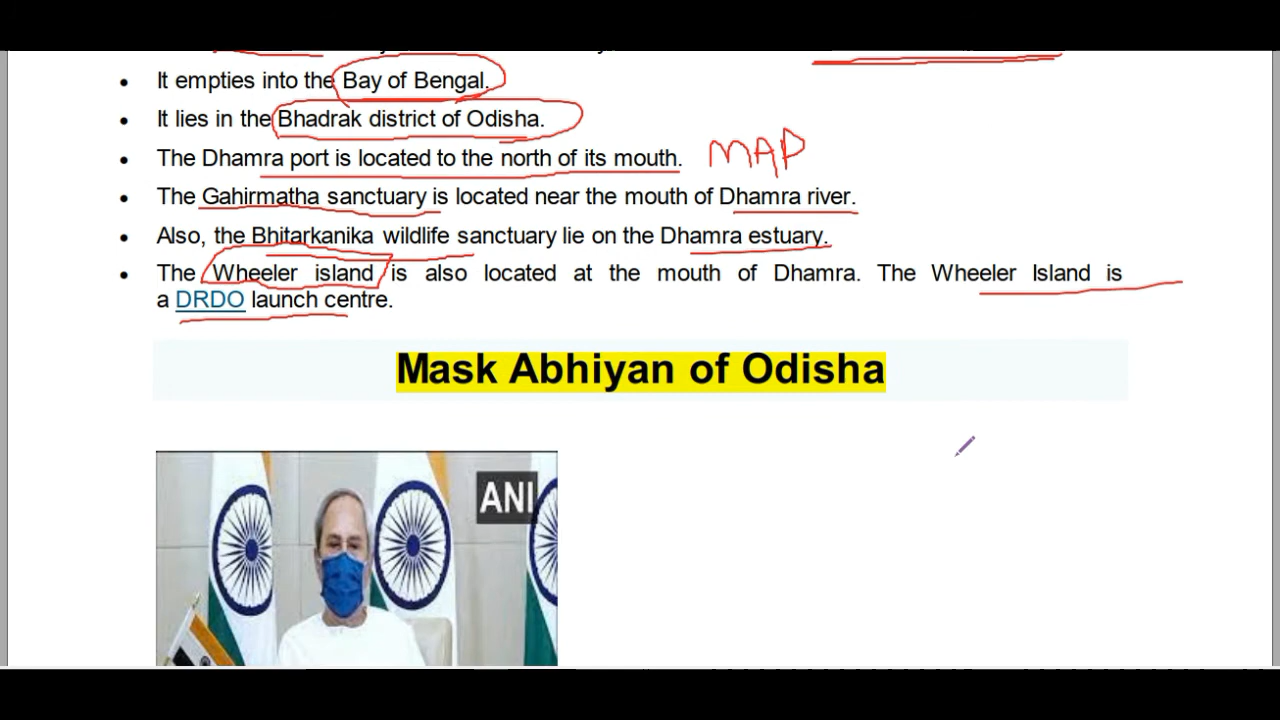 It empties into the Bay of Bengal.
It lies in the Bhadrak district of Odisha.
The Dhamra port is located to the north of its mouth. MAP
The Gahirmatha sanctuary is located near the mouth of Dhamra river.
Also, the Bhitarkanika wildlife sanctuary lie on the Dhamra estuary.
The Wheeler island is also located at the mouth of Dhamra. The Wheeler Island is
a DRDO launch centre.
Mask Abhiyan of Odisha
ANI